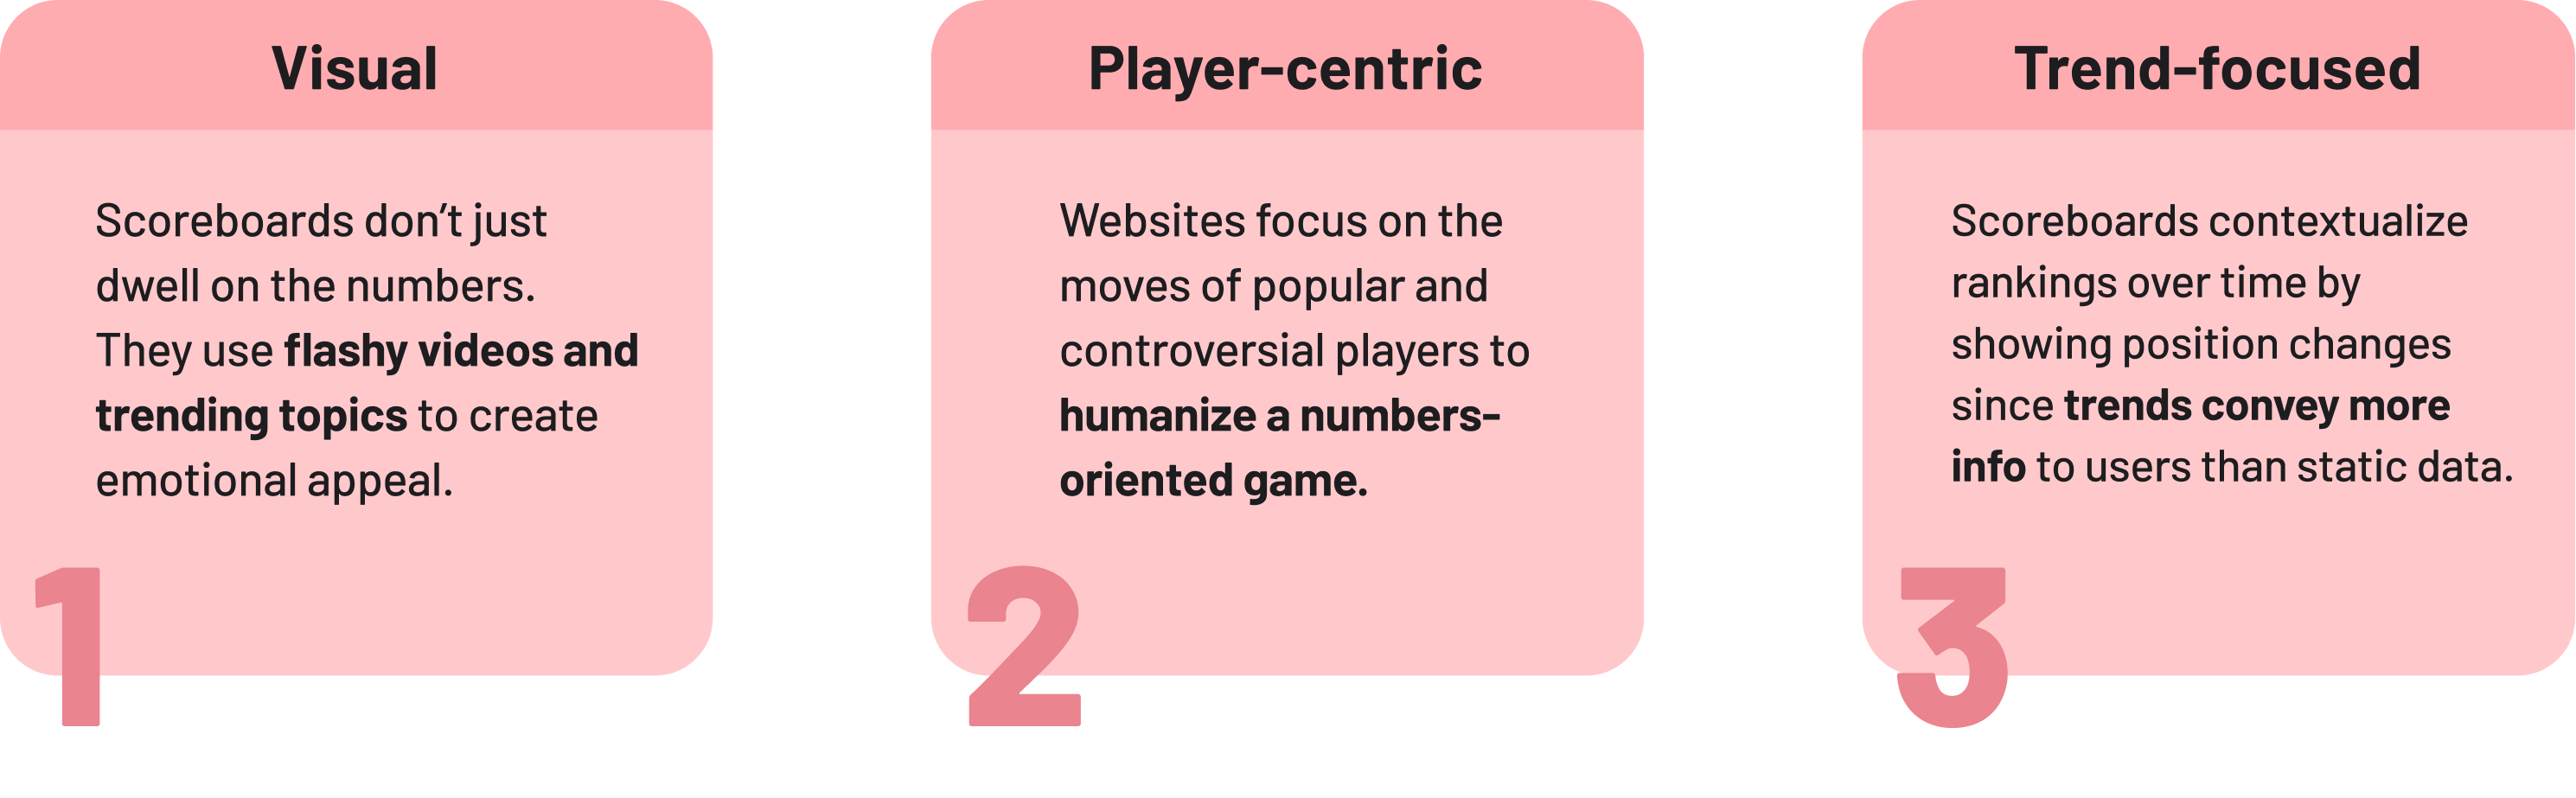 Visual
Scoreboards don’t just
dwell on the numbers.
They use flashy videos and
trending topics to create
emotional appeal.
1
Player-centric
Websites focus on the
moves of popular and
controversial players to
humanize a numbers-
oriented game.
2
Trend-focused
Scoreboards contextualize
rankings over time by
showing position changes
since trends convey more
info to users than static data.
3